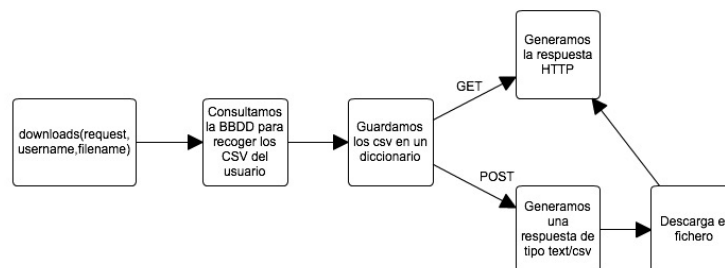 downloads(request,
username,filename)
Consultamos
la BBDD para
recoger los
CSV del
usuario
Guardamos
los csv en un
diccionario
GET
Generamos
la respuesta
HTTP
POST
Generamos
una
respuesta de
tipo text/csv
Descarga e
fichero